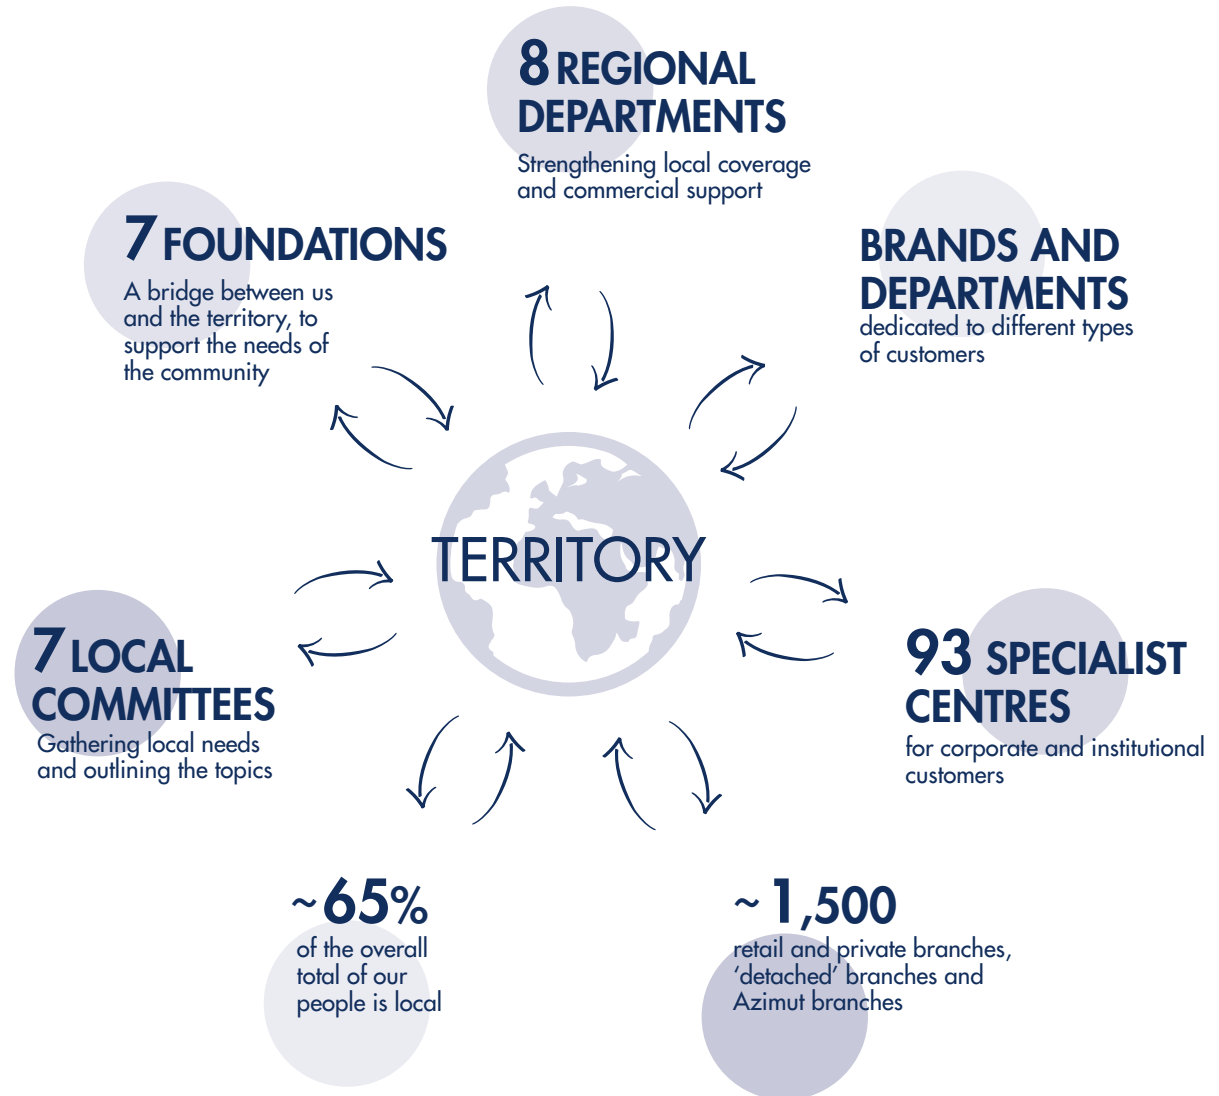 8 REGIONAL
DEPARTMENTS
Strengthening local coverage
and commercial support
7 FOUNDATIONS
A bridge between us
and the territory, to
support the needs of
the community
BRANDS AND
DEPARTMENTS
dedicated to different types
of customers
TERRITORY
7 LOCAL
COMMITTEES
Gathering local needs
and outlining the topics
93 SPECIALIST
CENTRES
for corporate and institutional
customers
~65%
of the overall
total of our
people is local
~ 1,500
retail and private branches,
‘detached’ branches and
Azimut branches